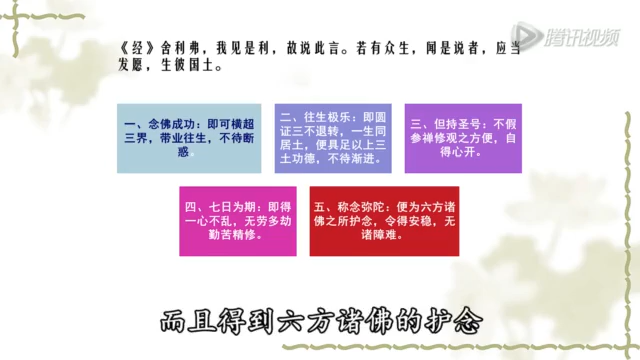 腾讯视频
《经》舍利弗，我见是利，故说此言。若有众生，闻是说者，应当
发愿，生彼国土。
一、念佛成功：即可横超
三界，带业往生，不待断
惑。
二、往生极乐：即圆
证三不退转，一生同
居土，便具足以上三
土功德，不待渐进。
三、但持圣号：不假
参禅修观之方便，自
得心开。
四、七日为期：即得
一心不乱，无劳多劫
勤苦精修。
五、称念弥陀：便为六方诸
佛之所护念，令得安稳，无
诸障难。
而且得到六方诸佛的护念